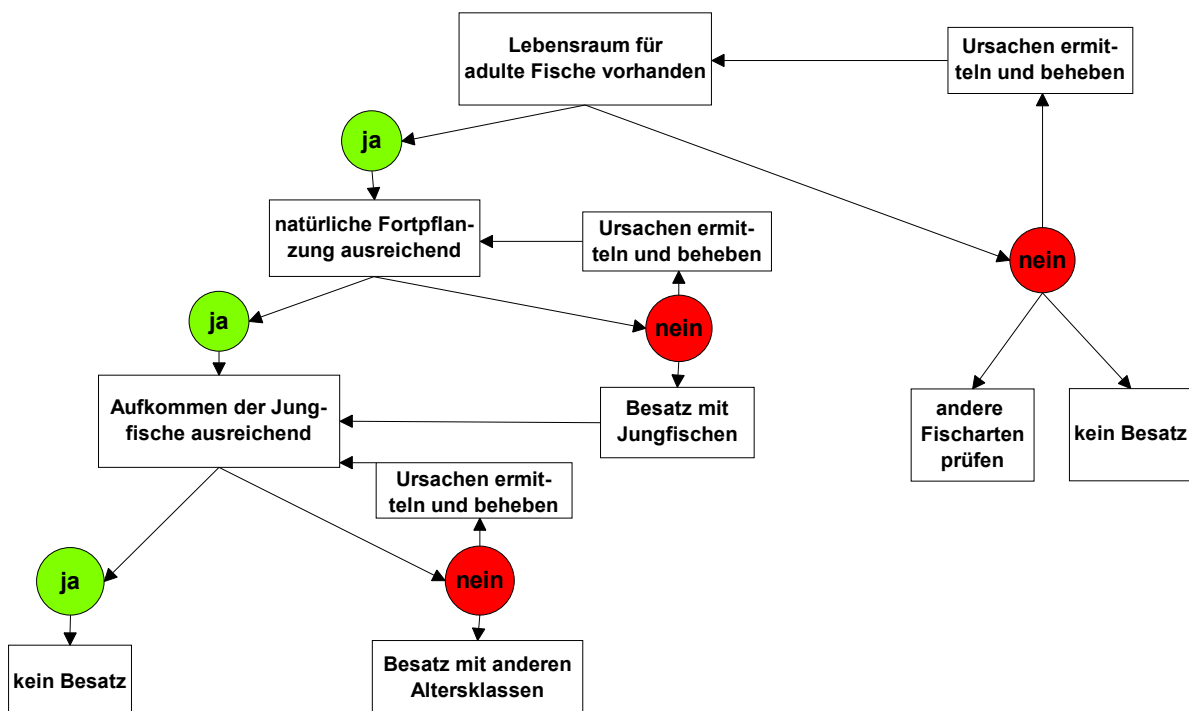 Lebensraum für
adulte Fische vorhanden
Ursachen ermit-
teln und beheben
ja
natürliche Fortpflan-
zung ausreichend
Ursachen ermit-
teln und beheben
nein
ja
nein
Aufkommen der Jung-
fische ausreichend
Besatz mit
Jungfischen
andere
Fischarten
prüfen
kein Besatz
Ursachen ermit-
teln und beheben
ja
nein
kein Besatz
Besatz mit anderen
Altersklassen